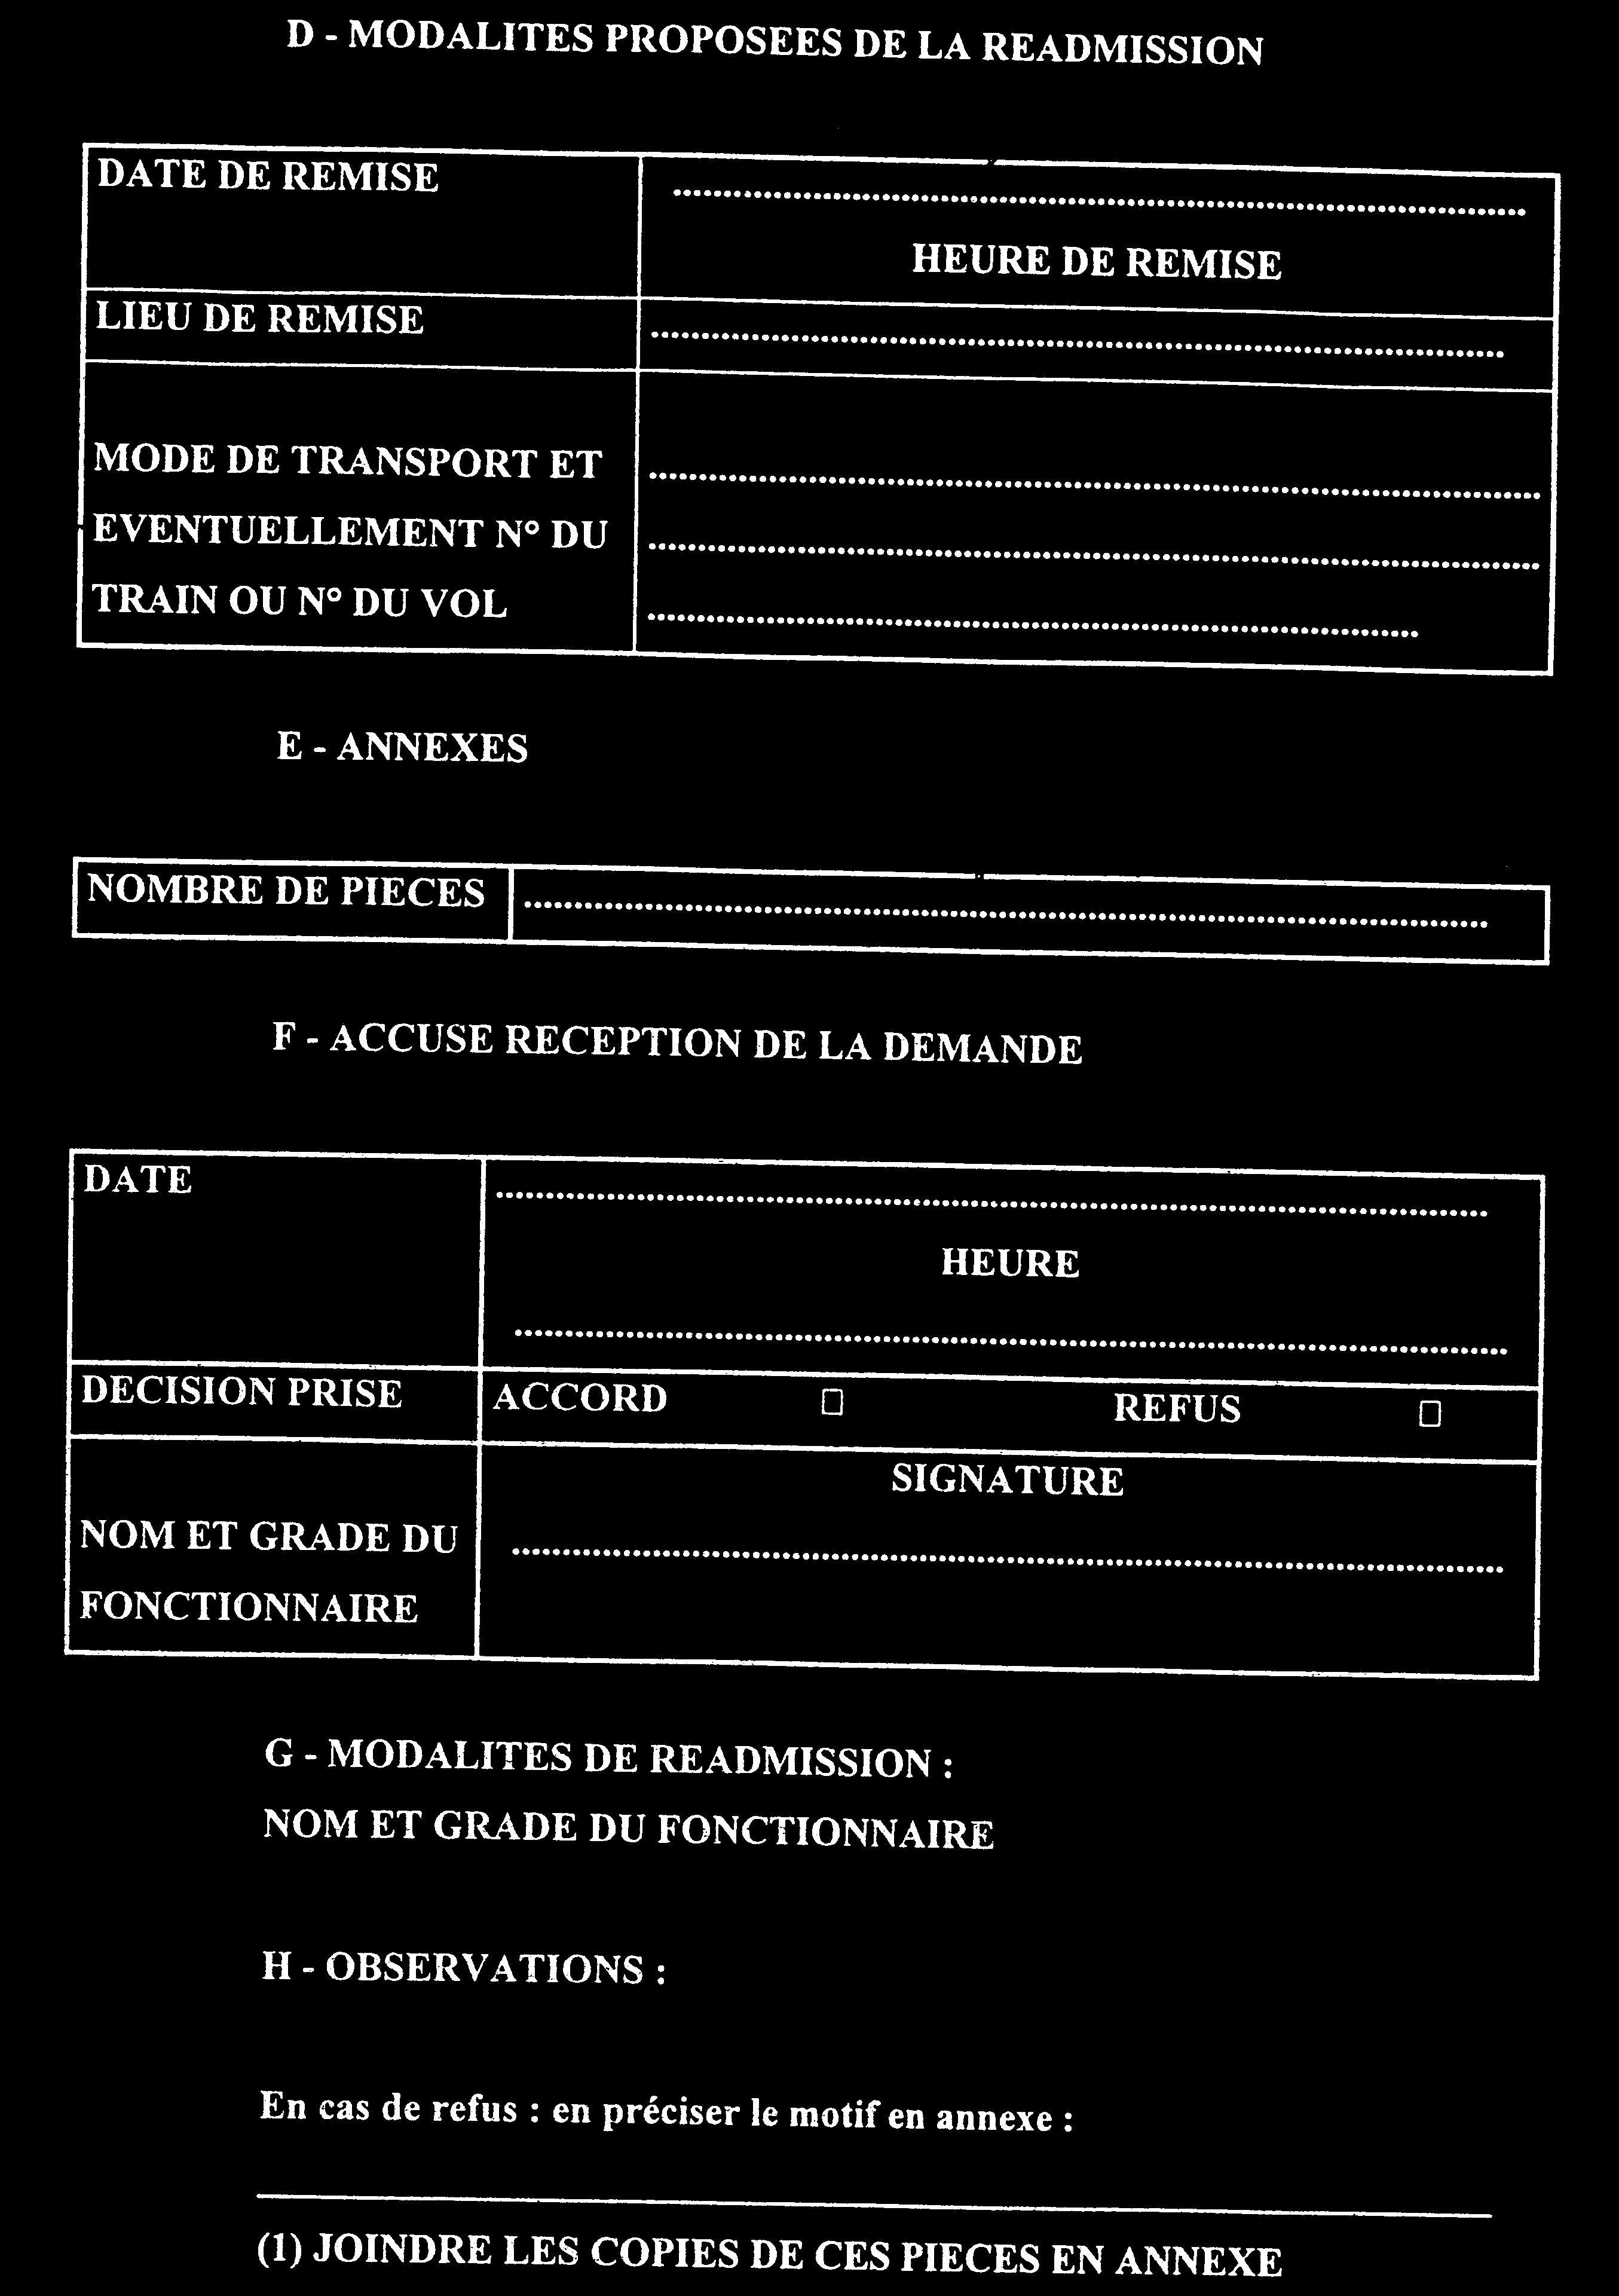 D - MODALITES PROPOSEES DE LA READMISSION
DATE DE REMISE
........................................................................................
HEURE DE REMISE
LIEU DE REMISE
........................................................................................
MODE DE TRANSPORT ET
........................................................................................
EVENTUELLEMENT N° DU
........................................................................................
TRAIN OU N° DU VOL
................................................................................
E - ANNEXES
NOMBRE DE PIECES
........................................................................................
F - ACCUSE RECEPTION DE LA DEMANDE
DATE
........................................................................................
HEURE
........................................................................................
DECISION PRISE ACCORD □ REFUS □
SIGNATURE
NOM ET GRADE DU
........................................................................................
FONCTIONNAIRE
G - MODALITES DE READMISSION :
NOM ET GRADE DU FONCTIONNAIRE
H - OBSERVATIONS :
En cas de refus : en préciser le motif en annexe :
(1) JOINDRE LES COPIES DE CES PIECES EN ANNEXE